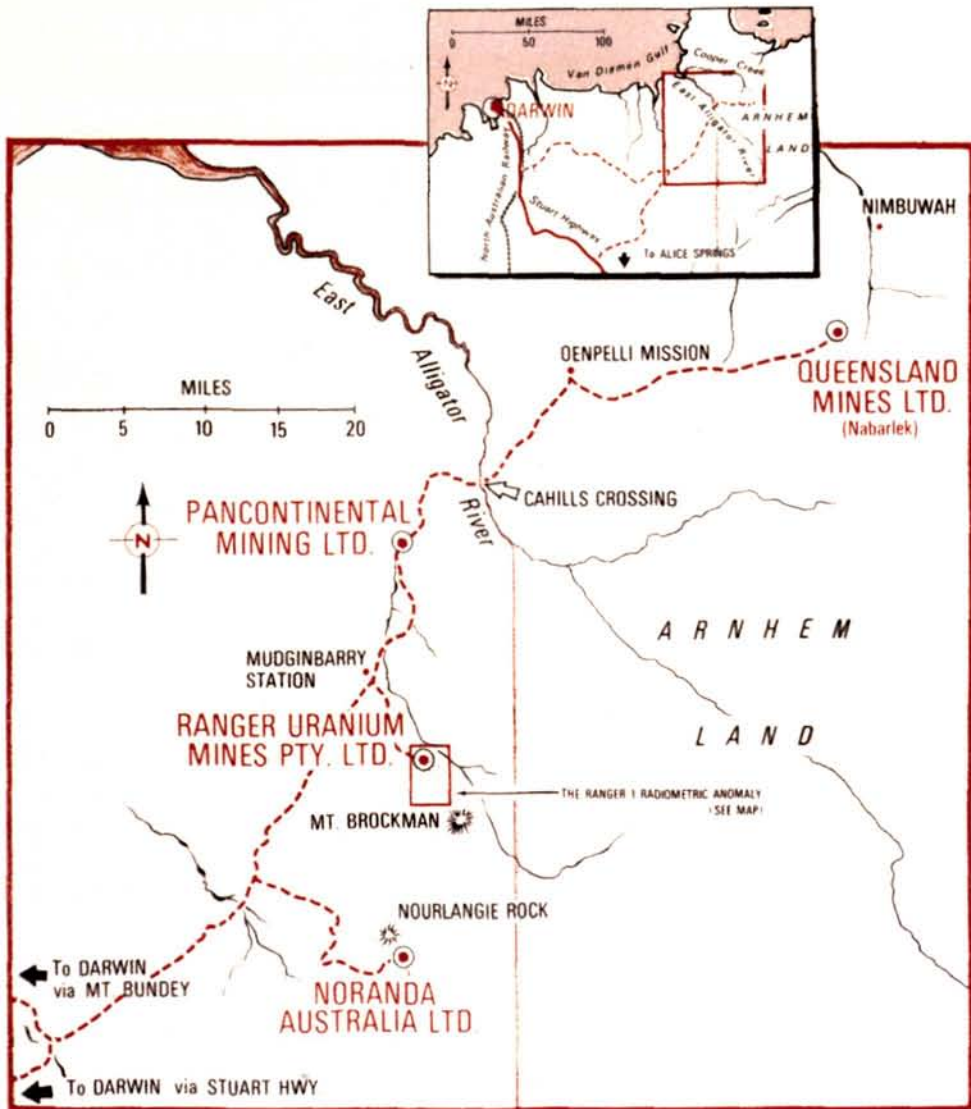 MILES
0 50 100
Van Diemen Gulf
Cooper Creek
N
DARWIN
East Alligator River
ARNHEM
LAND
North Australian Railway
Stuart Highway
To ALICE SPRINGS
NIMBUWAH
East
Alligator
River
OENPELLI MISSION
MILES
0 5 10 15 20
QUEENSLAND
MINES LTD.
(Nabarlek)
CAHILLS CROSSING
N
PANCONTINENTAL
MINING LTD.
ARNHEM
LAND
MUDGINBARRY
STATION
RANGER URANIUM
MINES PTY. LTD.
THE RANGER 1 RADIOMETRIC ANOMALY
(SEE MAP)
MT. BROCKMAN
NOURLANGIE ROCK
To DARWIN
via MT. BUNDEY
NORANDA
AUSTRALIA LTD.
To DARWIN via STUART HWY